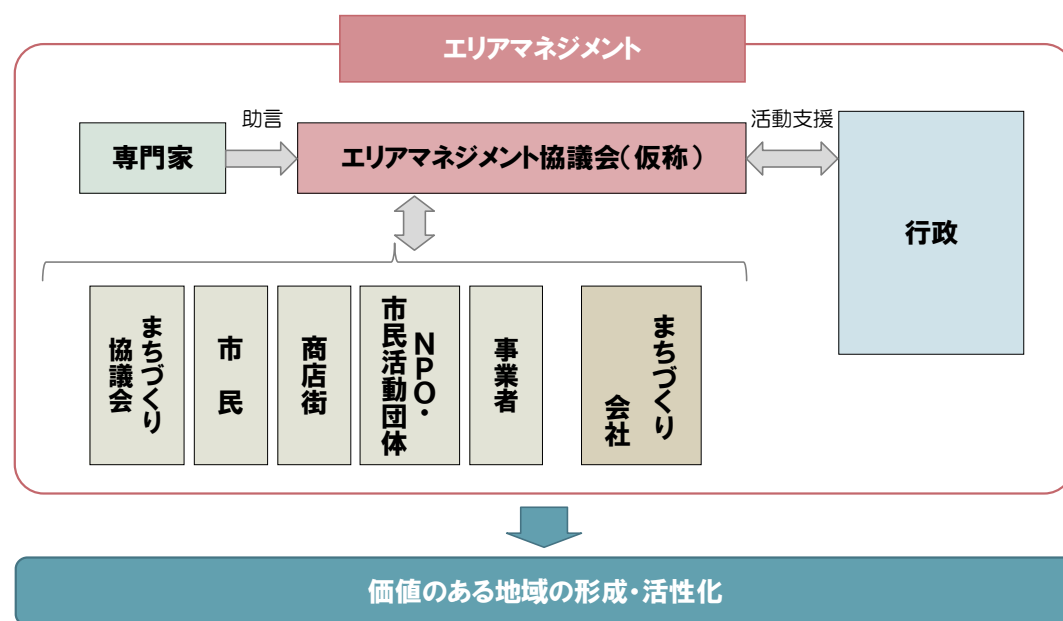 エリアマネジメント
助言
活動支援
専門家
エリアマネジメント協議会(仮称)
行政
まちづくり
協議会
市 民
商店街
NPO・
市民活動団体
事業者
まちづくり
会社
価値のある地域の形成・活性化